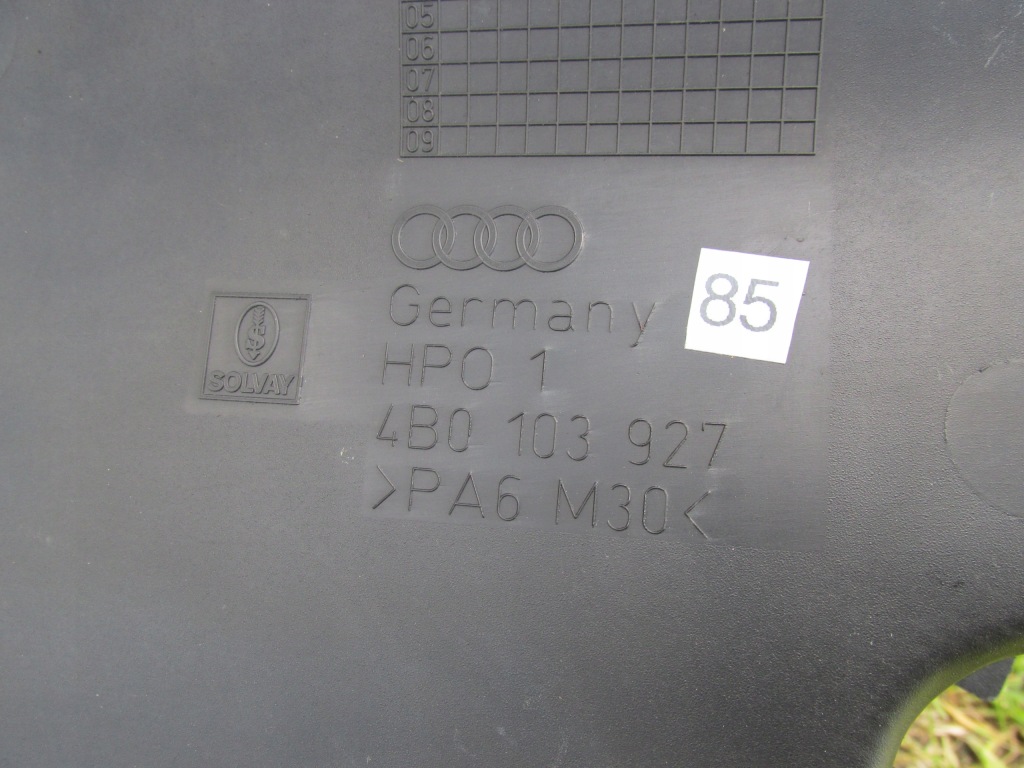 05
06
07
08
09
Germany
85
HPO 1
SOLVAY
4B0 103 927
>PA6 M30<